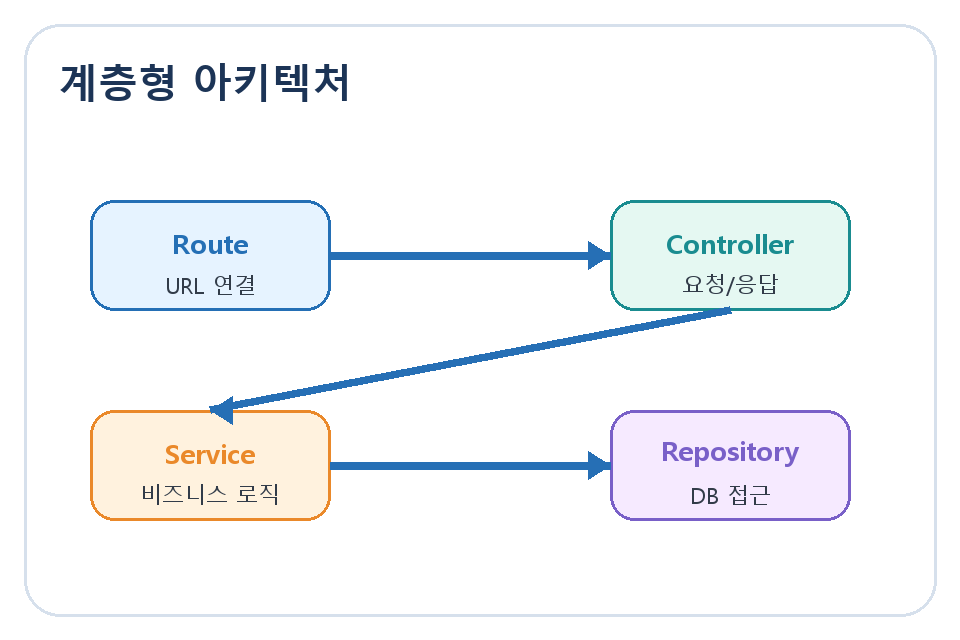 계층형 아키텍처
Route
URL 연결
Controller
요청/응답
Service
비즈니스 로직
Repository
DB 접근